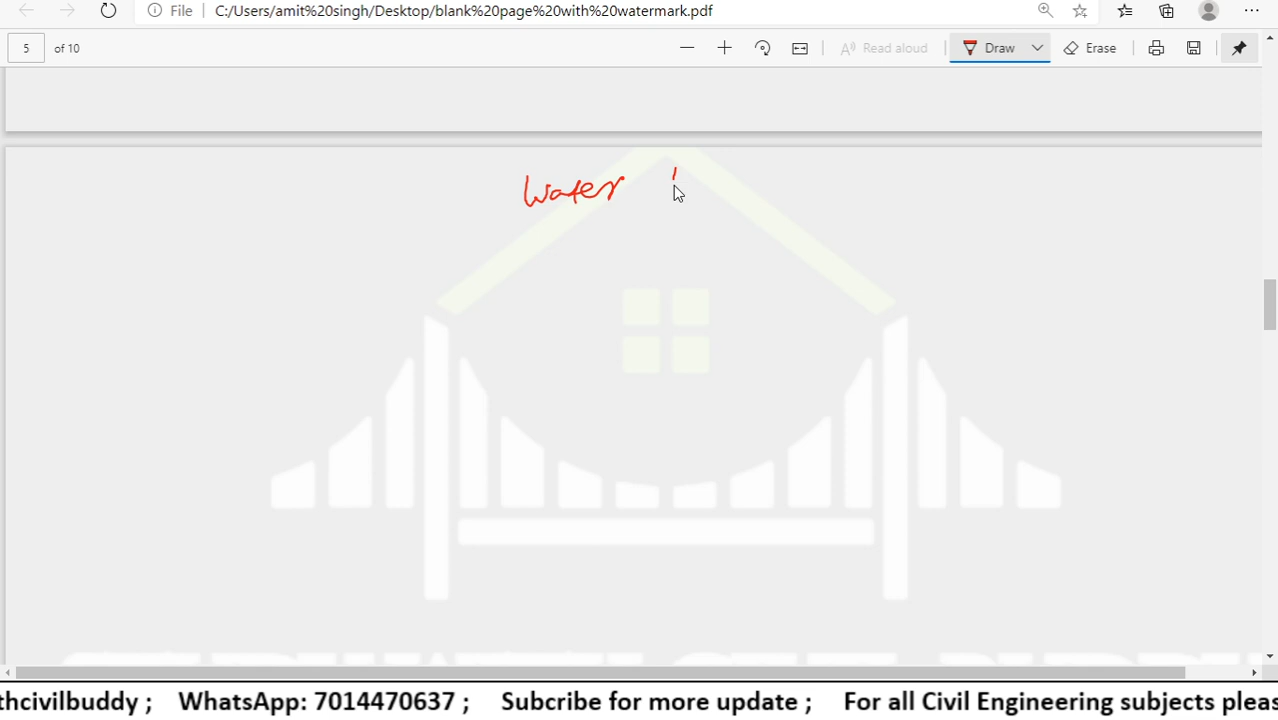 File C:/Users/amit%20singh/Desktop/blank%20page%20with%20watermark.pdf
5 of 10 Read aloud Draw Erase
Water
thcivilbuddy ; WhatsApp: 7014470637 ; Subcribe for more update ; For all Civil Engineering subjects pleas